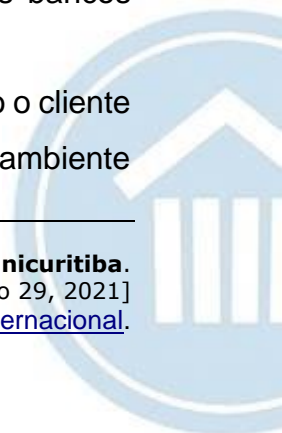 bancos
o o cliente
ambiente
nicuritiba.
o 29, 2021]
ernacional.